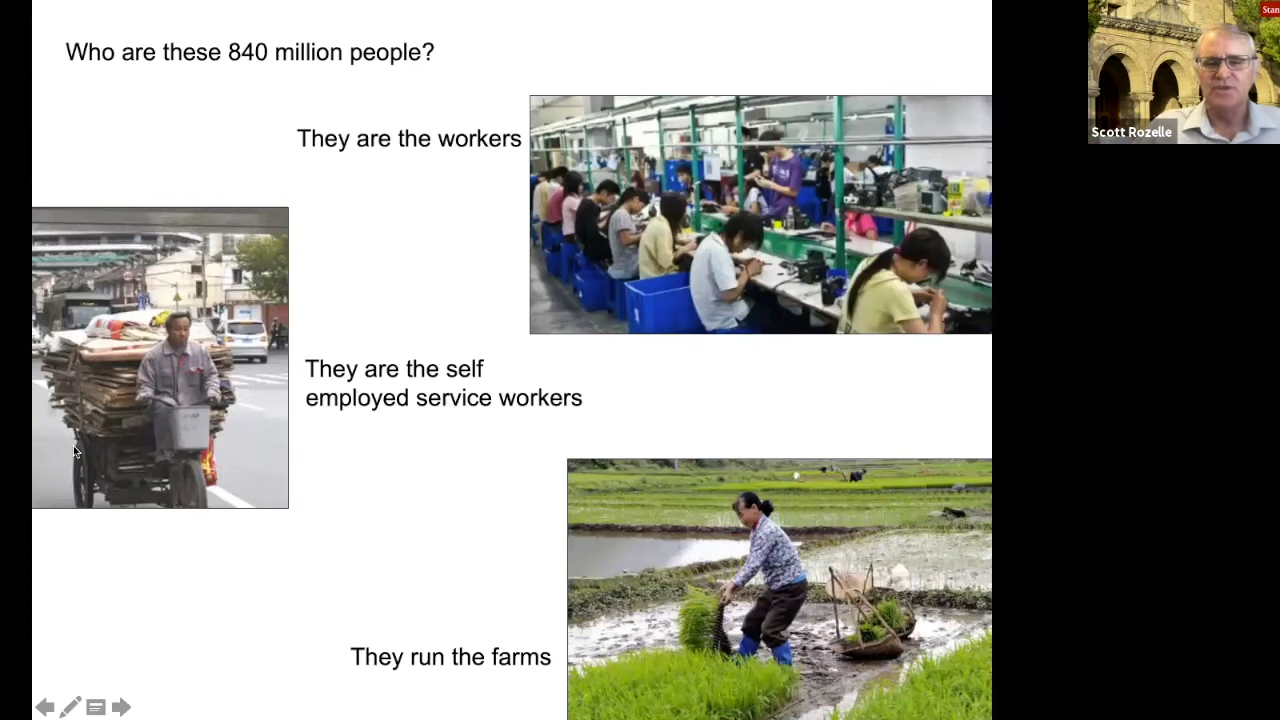 Who are these 840 million people?
Stan
They are the workers
Scott Rozelle
They are the self
employed service workers
They run the farms